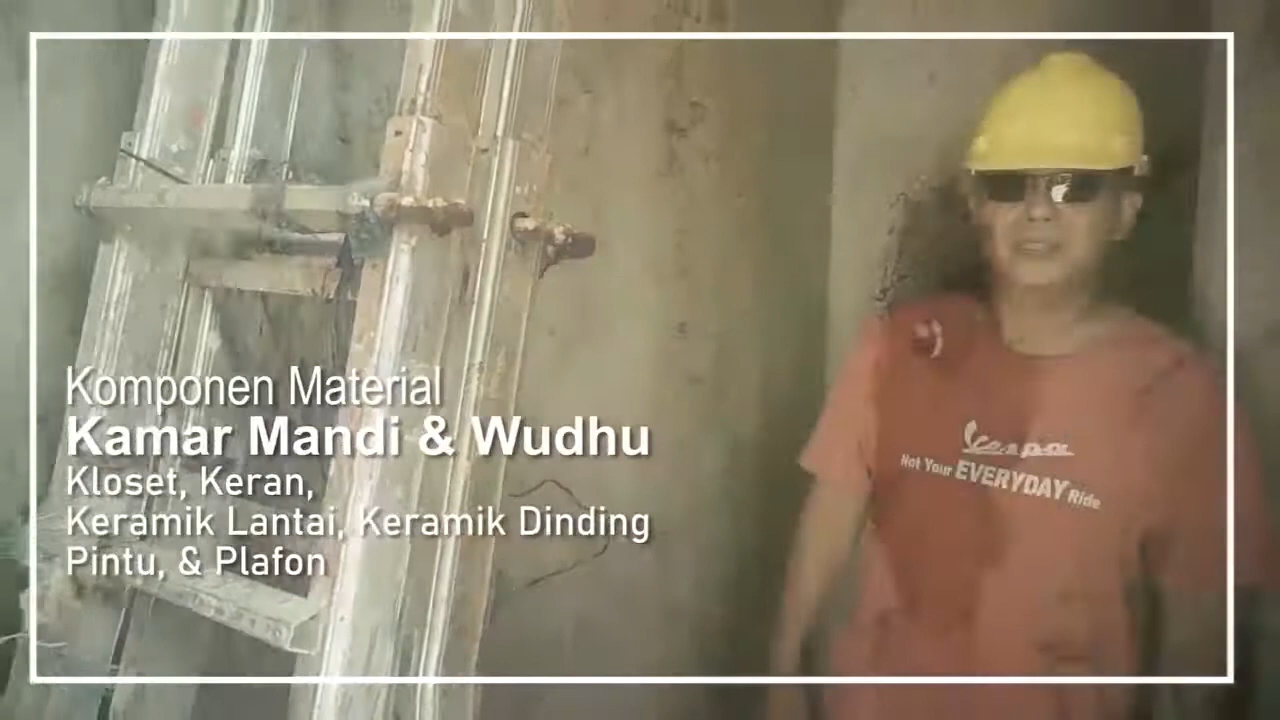 Komponen Material
Kamar Mandi & Wudhu
Kloset, Keran,
Keramik Lantai, Keramik Dinding
Pintu, & Plafon
Vespa
Not Your EVERYDAY Ride